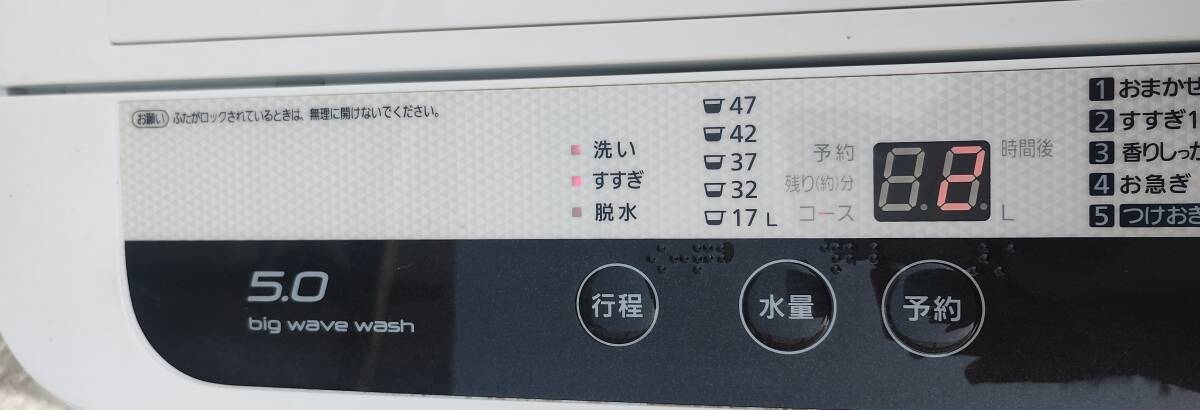 お願い ふたがロックされているときは、無理に開けないでください。
洗い
すすぎ
脱水
47
42
37
32
17 L
予約
残り(約)分
コース
2
時間後
L
1 おまかせ
2 すすぎ1
3 香りしっか
4 お急ぎ
5 つけおき
5.0
big wave wash
行程
水量
予約